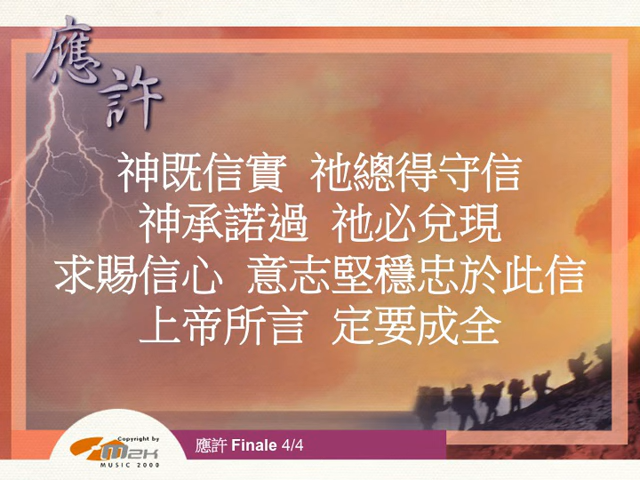 應許
神既信實 祂總得守信
神承諾過 祂必兌現
求賜信心 意志堅穩忠於此信
上帝所言 定要成全
Copyright by
M2K
MUSIC 2000
應許 Finale 4/4